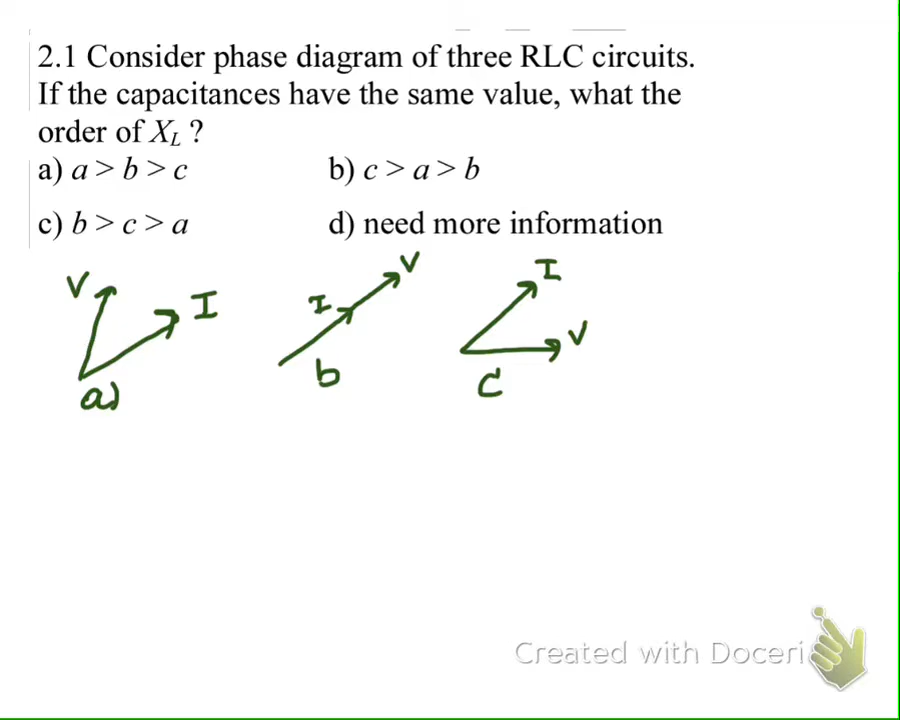 2.1 Consider phase diagram of three RLC circuits.
If the capacitances have the same value, what the
order of X_L ?
a) a > b > c b) c > a > b
c) b > c > a d) need more information
V I I V I V
a) b c
Created with Doceri